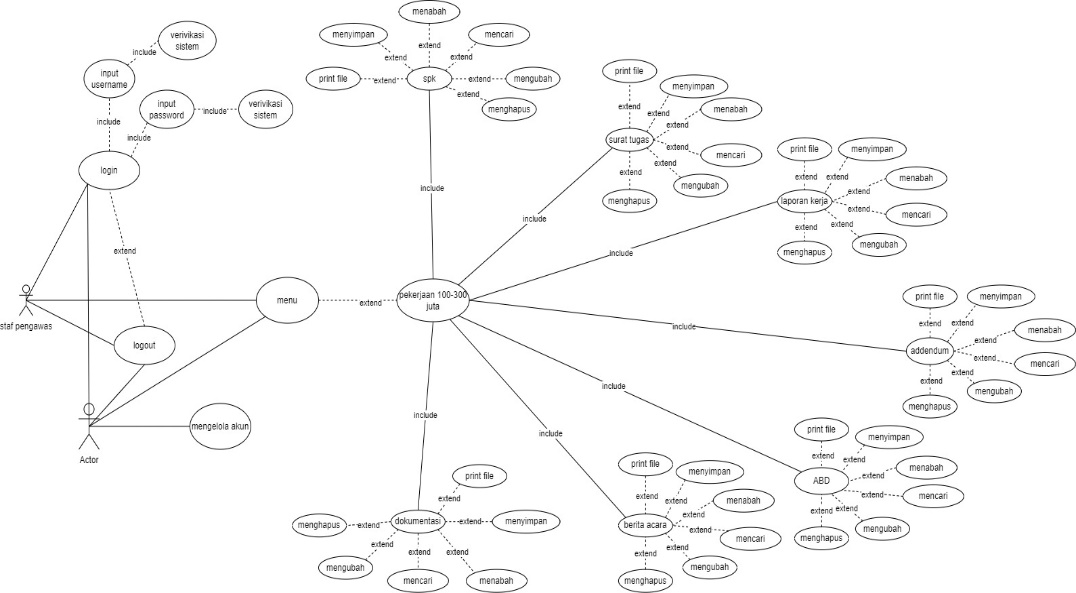 verivikasi
sistem
include
input
username
include
input
password
include
verivikasi
sistem
include
login
extend
staf pengawas
menu
extend
logout
Actor
mengelola akun
pekerjaan 100-300
juta
include
menabah
menyimpan
extend
mencari
extend
extend
print file
extend
spk
extend
mengubah
extend
menghapus
include
print file
menyimpan
extend
extend
menabah
extend
surat tugas
extend
mencari
extend
extend
mengubah
menghapus
include
print file
menyimpan
extend
extend
menabah
extend
laporan kerja
extend
mencari
extend
extend
mengubah
menghapus
include
print file
menyimpan
extend
extend
menabah
extend
addendum
extend
mencari
extend
extend
mengubah
menghapus
include
print file
menyimpan
extend
extend
menabah
extend
ABD
extend
mencari
extend
extend
mengubah
menghapus
include
print file
menyimpan
extend
extend
menabah
extend
berita acara
extend
mencari
extend
extend
mengubah
menghapus
include
print file
extend
menghapus
extend
dokumentasi
extend
menyimpan
extend
extend
extend
mengubah
mencari
menabah